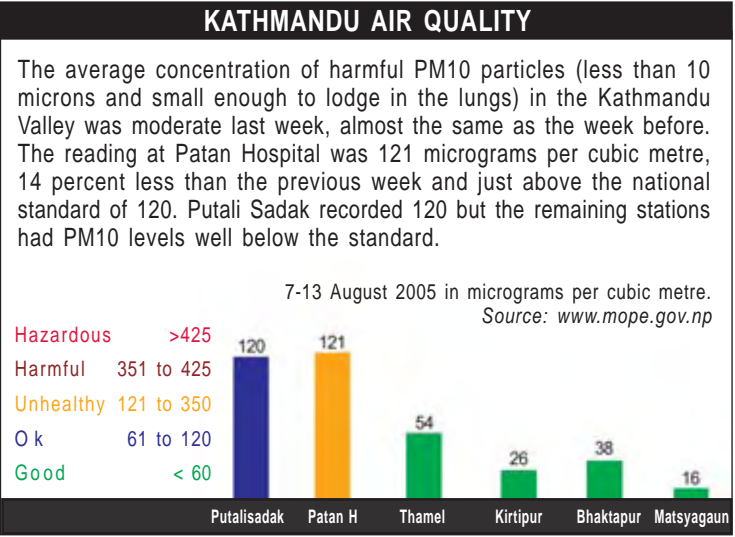 KATHMANDU AIR QUALITY
The average concentration of harmful PM10 particles (less than 10
microns and small enough to lodge in the lungs) in the Kathmandu
Valley was moderate last week, almost the same as the week before.
The reading at Patan Hospital was 121 micrograms per cubic metre,
14 percent less than the previous week and just above the national
standard of 120. Putali Sadak recorded 120 but the remaining stations
had PM10 levels well below the standard.
7-13 August 2005 in micrograms per cubic metre.
Source: www.mope.gov.np
Hazardous >425
Harmful 351 to 425
Unhealthy 121 to 350
Ok 61 to 120
Good < 60
120 121 54 26 38 16
Putalisadak Patan H Thamel Kirtipur Bhaktapur Matsyagaun